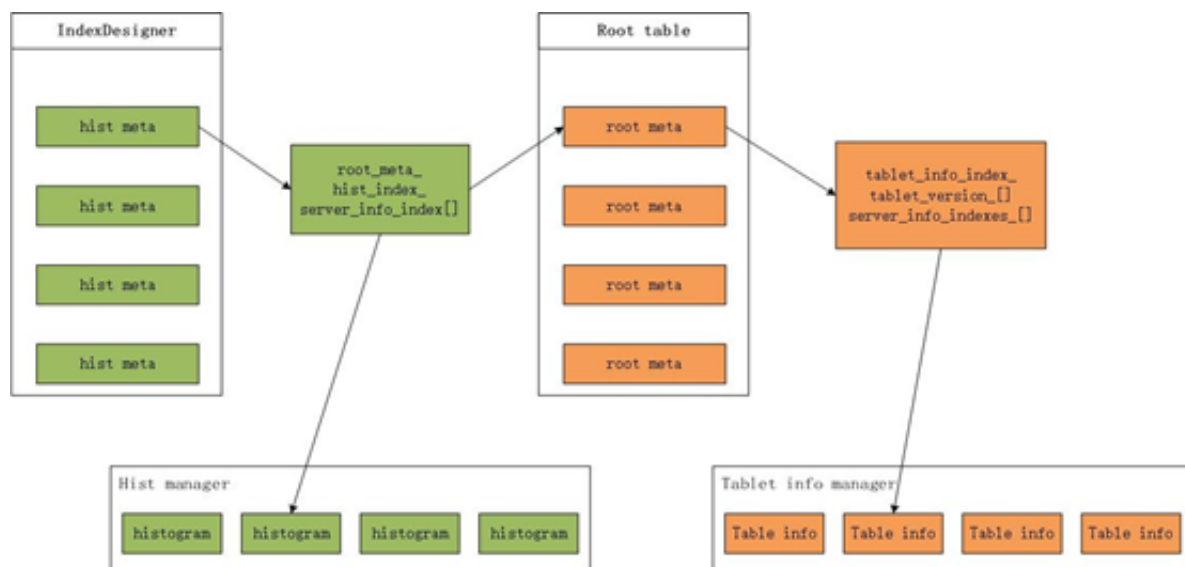 IndexDesigner
hist meta
hist meta
hist meta
hist meta
root_meta_
hist_index_
server_info_index[]
Root table
root meta
root meta
root meta
root meta
tablet_info_index_
tablet_version_[]
server_info_indexes_[]
Hist manager
histogram
histogram
histogram
histogram
Tablet info manager
Table info
Table info
Table info
Table info